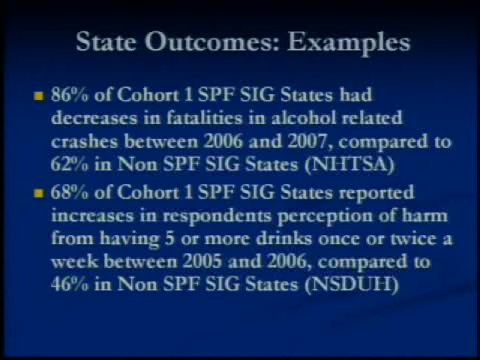 State Outcomes: Examples
86% of Cohort 1 SPF SIG States had
decreases in fatalities in alcohol related
crashes between 2006 and 2007, compared to
62% in Non SPF SIG States (NHTSA)
68% of Cohort 1 SPF SIG States reported
increases in respondents perception of harm
from having 5 or more drinks once or twice a
week between 2005 and 2006, compared to
46% in Non SPF SIG States (NSDUH)